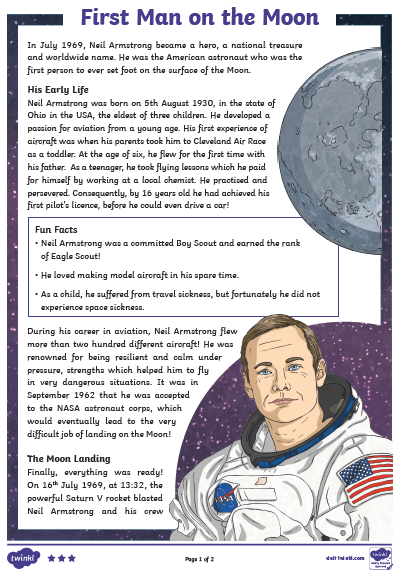 First Man on the Moon
In July 1969, Neil Armstrong became a hero, a national treasure
and worldwide name. He was the American astronaut who was the
first person to ever set foot on the surface of the Moon.
His Early Life
Neil Armstrong was born on 5th August 1930, in the state of
Ohio in the USA, the eldest of three children. He developed a
passion for aviation from a young age. His first experience of
aircraft was when his parents took him to Cleveland Air Race
as a toddler. At the age of six, he flew for the first time with
his father. As a teenager, he took flying lessons which he paid
for himself by working at a local chemist. He practised and
persevered. Consequently, by 16 years old he had achieved his
first pilot's licence, before he could even drive a car!
Fun Facts
• Neil Armstrong was a committed Boy Scout and earned the rank
of Eagle Scout!
• He loved making model aircraft in his spare time.
• As a child, he suffered from travel sickness, but fortunately he did not
experience space sickness.
During his career in aviation, Neil Armstrong flew
more than two hundred different aircraft! He was
renowned for being resilient and calm under
pressure, strengths which helped him to fly
in very dangerous situations. It was in
September 1962 that he was accepted
to the NASA astronaut corps, which
would eventually lead to the very
difficult job of landing on the Moon!
The Moon Landing
Finally, everything was ready!
On 16th July 1969, at 13:32, the
powerful Saturn V rocket blasted
Neil Armstrong and his crew
NASA
twinkl
Page 1 of 2
visit twinkl.com
twinkl